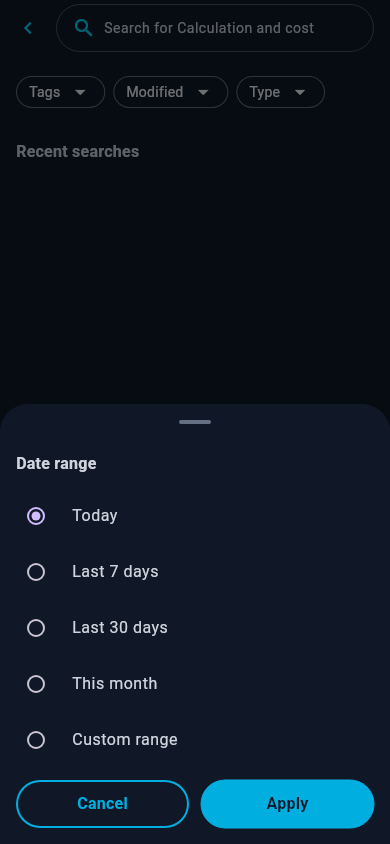 Search for Calculation and cost
Tags
Modified
Type
Recent searches
Date range
Today
Last 7 days
Last 30 days
This month
Custom range
Cancel
Apply